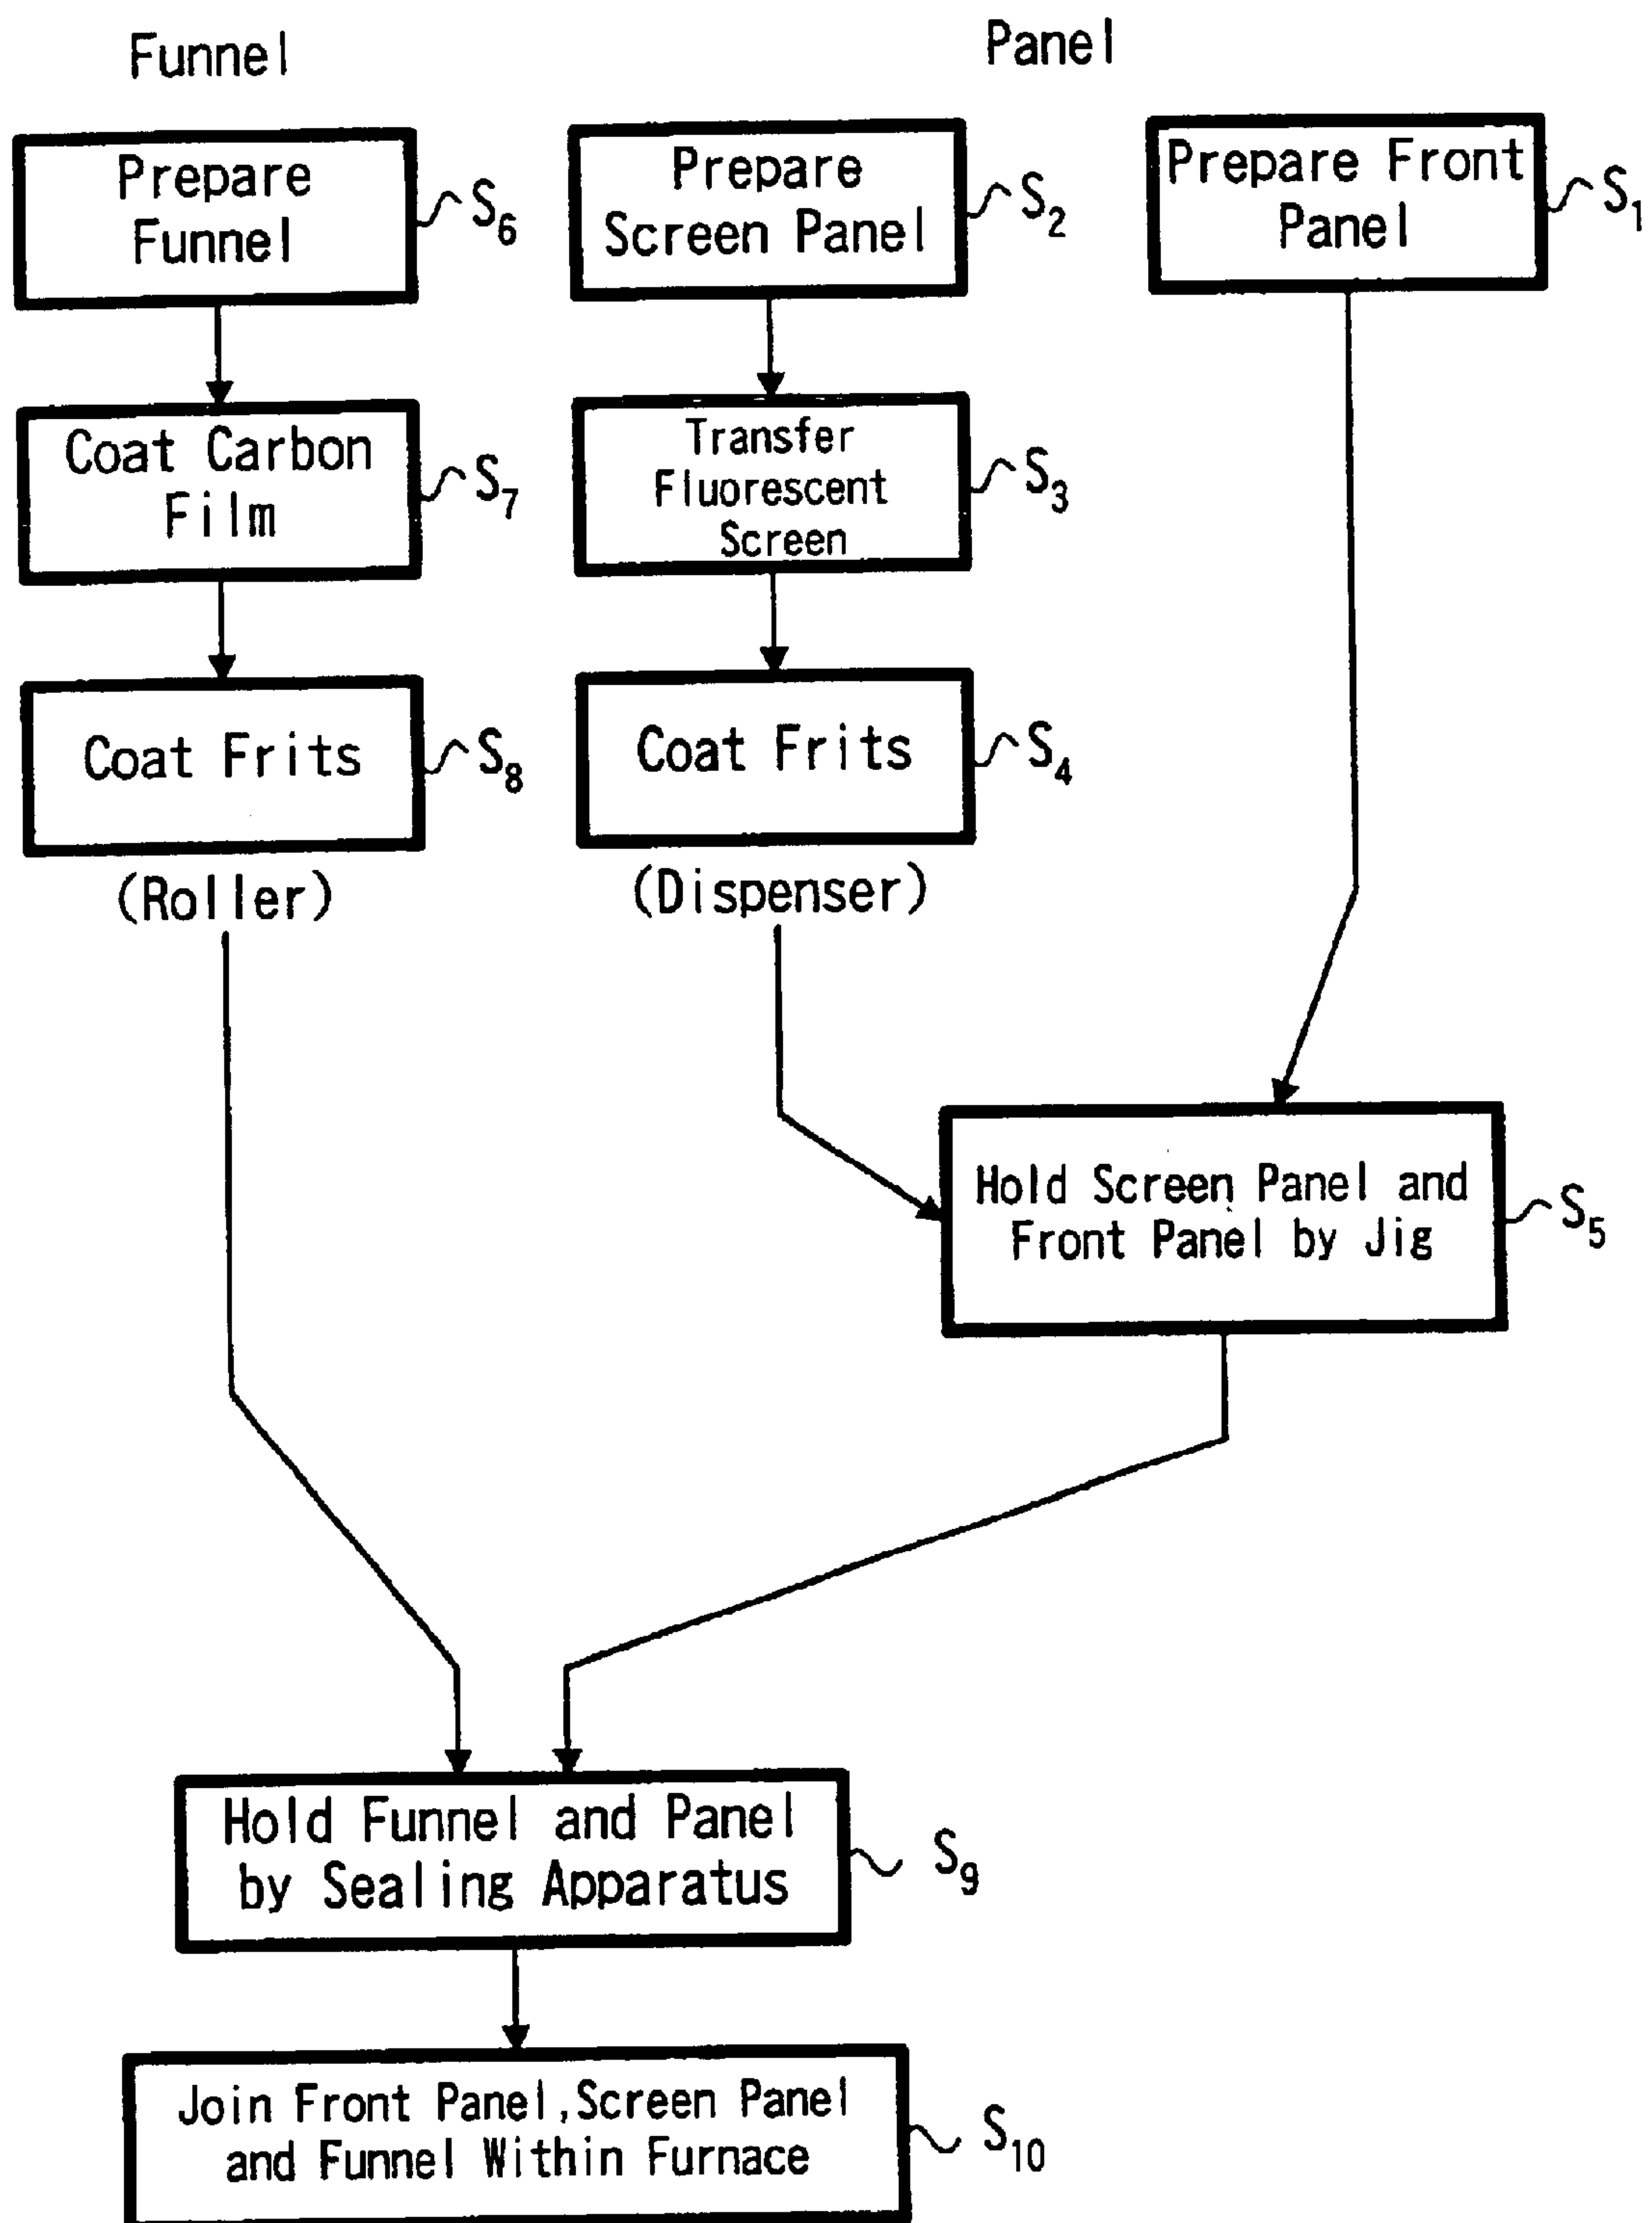 Funnel
Panel
Prepare
Funnel
S6
Prepare
Screen Panel
S2
Prepare Front
Panel
S1
Coat Carbon
Film
S7
Transfer
Fluorescent
Screen
S3
Coat Frits
S8
Coat Frits
S4
(Roller)
(Dispenser)
Hold Screen Panel and
Front Panel by Jig
S5
Hold Funnel and Panel
by Sealing Apparatus
S9
Join Front Panel,Screen Panel
and Funnel Within Furnace
S10